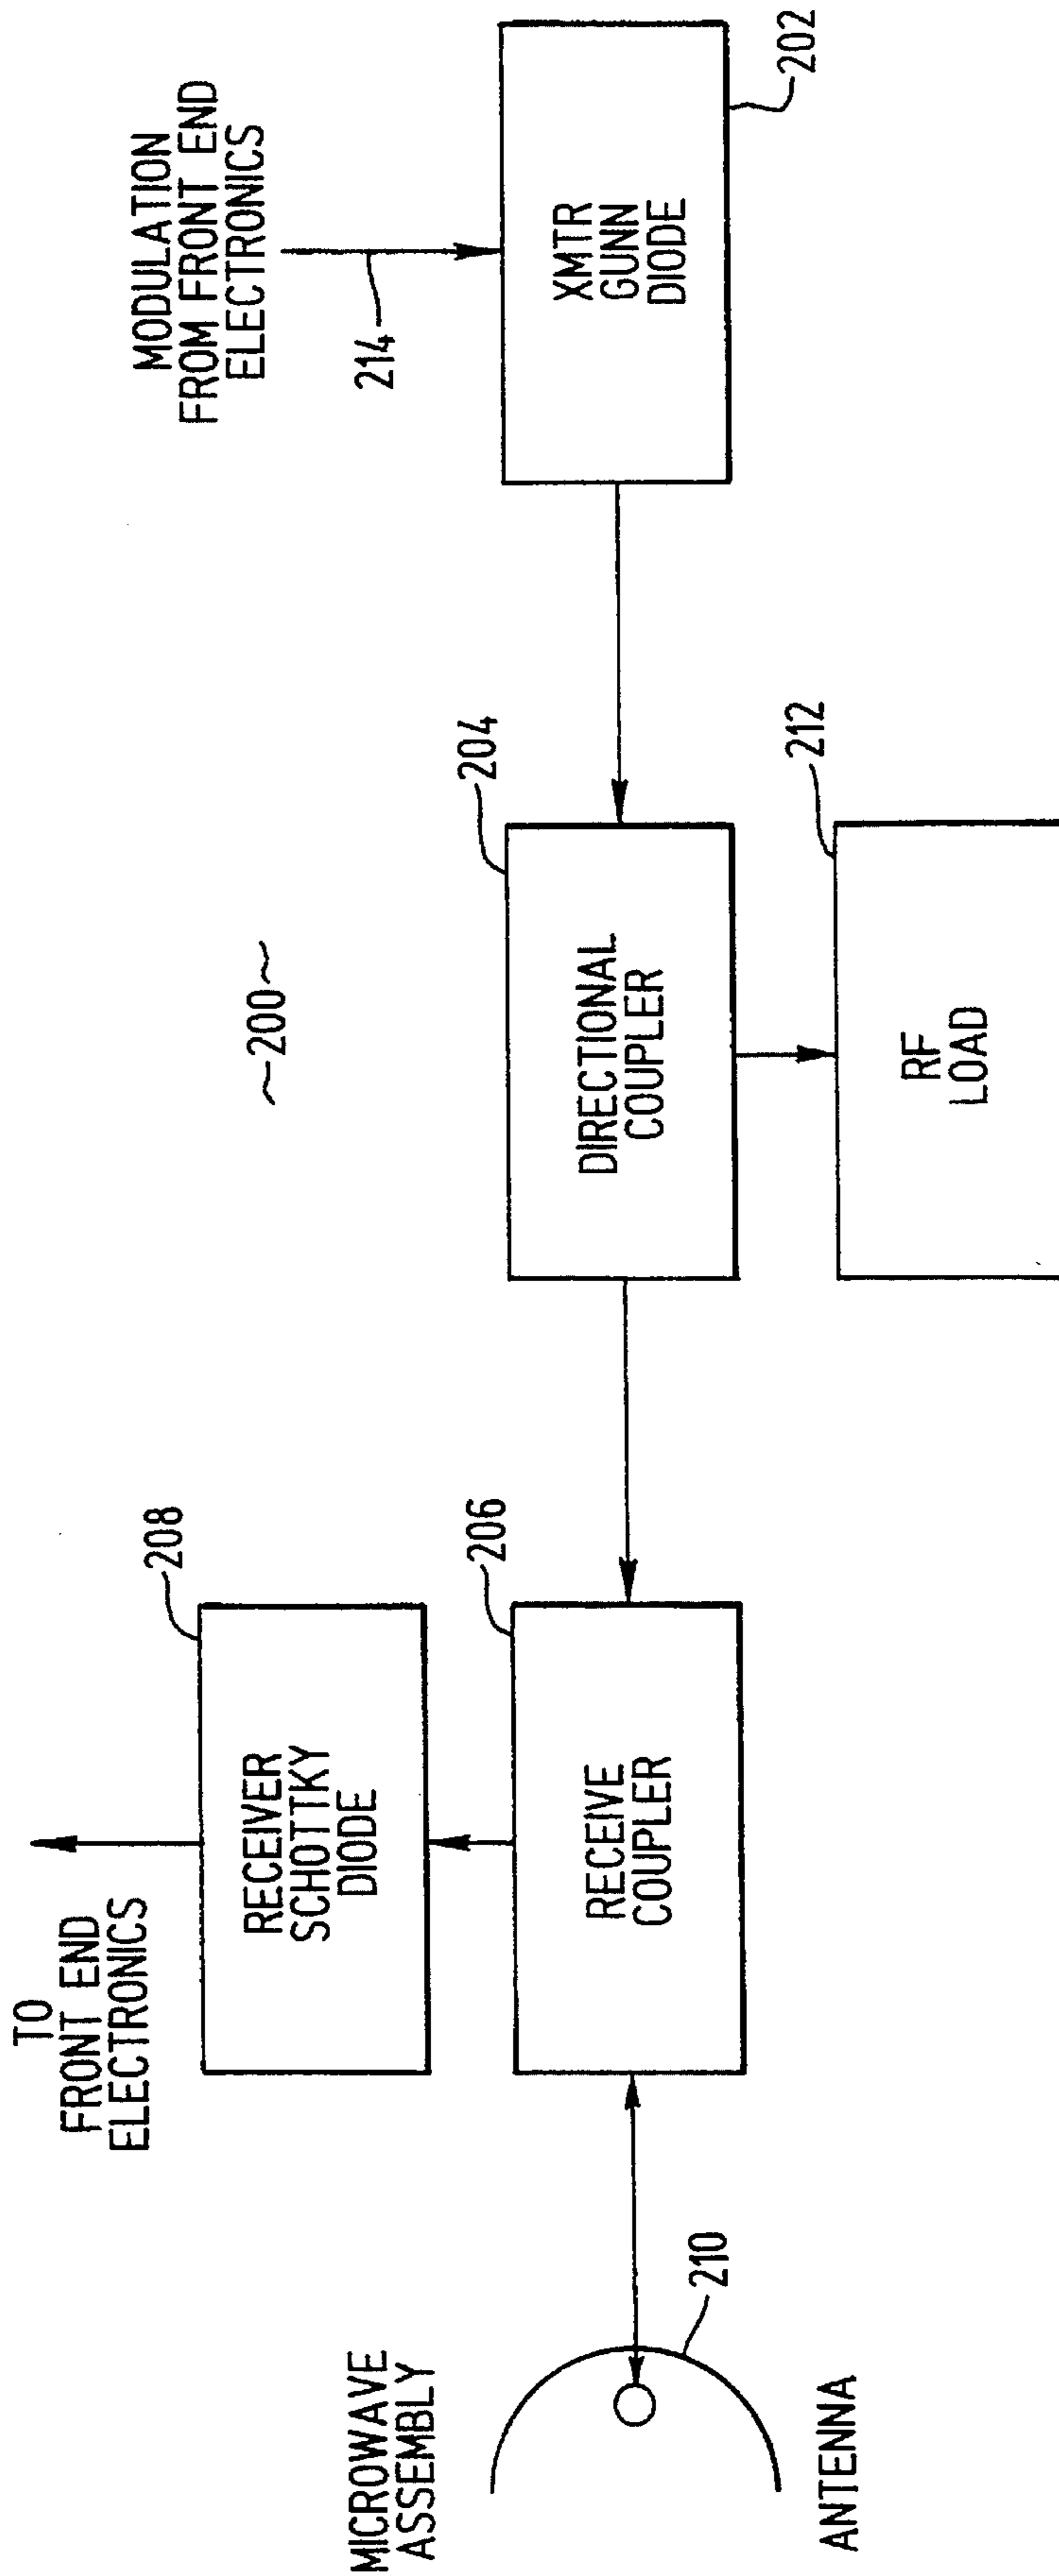 TO
FRONT END
ELECTRONICS
MODULATION
FROM FRONT END
ELECTRONICS
214
208
RECEIVER
SCHOTTKY
DIODE
~200~
MICROWAVE
ASSEMBLY
206
RECEIVE
COUPLER
204
DIRECTIONAL
COUPLER
XMTR
GUNN
DIODE
202
210
ANTENNA
212
RF
LOAD